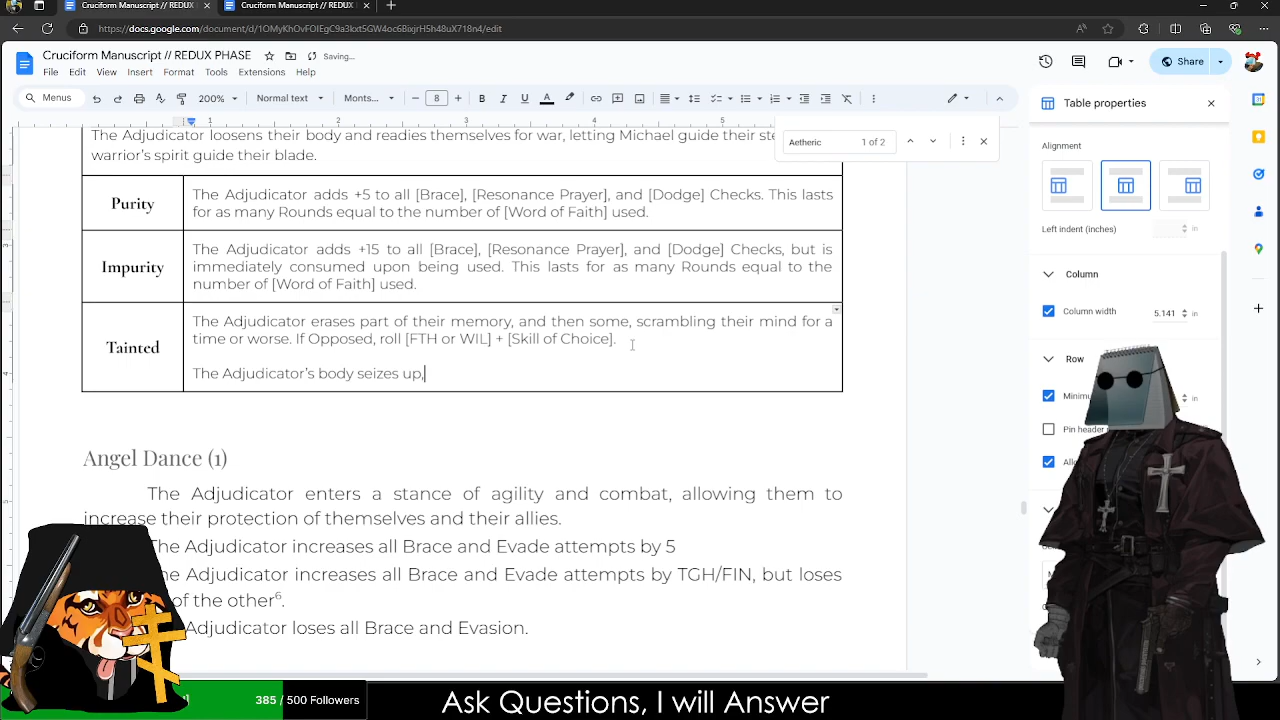 Cruciform Manuscript // REDUX
Cruciform Manuscript // REDUX
https://docs.google.com/document/d/1OMyKhOvFOIEgC9a3kxt5GW4oc6BixjrH5h48uX718n4/edit
Cruciform Manuscript // REDUX PHASE
Saving...
File Edit View Insert Format Tools Extensions Help
Share
Menus
200%
Normal text
Monts...
8
Table properties
1 2 3 4 5
Aetheric 1 of 2
The Adjudicator loosens their body and readies themselves for war, letting Michael guide their
warrior's spirit guide their blade.
Purity
The Adjudicator adds +5 to all [Brace], [Resonance Prayer], and [Dodge] Checks. This lasts
for as many Rounds equal to the number of [Word of Faith] used.
Impurity
The Adjudicator adds +15 to all [Brace], [Resonance Prayer], and [Dodge] Checks, but is
immediately consumed upon being used. This lasts for as many Rounds equal to the
number of [Word of Faith] used.
Tainted
The Adjudicator erases part of their memory, and then some, scrambling their mind for a
time or worse. If Opposed, roll [FTH or WIL] + [Skill of Choice].
The Adjudicator's body seizes up,
Angel Dance (1)
The Adjudicator enters a stance of agility and combat, allowing them to
increase their protection of themselves and their allies.
The Adjudicator increases all Brace and Evade attempts by 5
Adjudicator increases all Brace and Evade attempts by TGH/FIN, but loses
of the other⁶.
Adjudicator loses all Brace and Evasion.
Alignment
Left indent (inches)
in
Column
Column width
5.141 in
Row
in
Pin header
385 / 500 Followers
Ask Questions, I will Answer